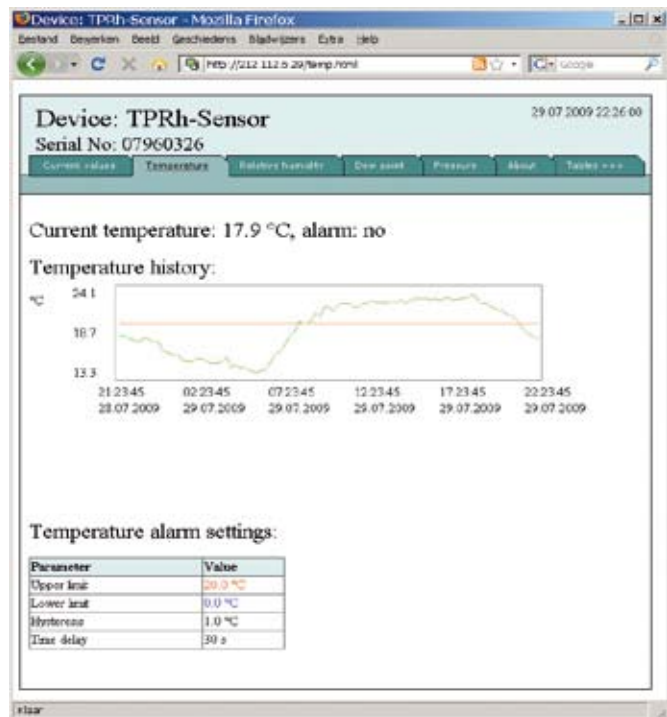 Device: TPRh-Sensor - Mozilla Firefox
Bestand Bewerken Beeld Geschiedenis Bladwijzers Extra Help
http://212.112.5.29/temp.html Google
29.07.2009 22:26:00
Device: TPRh-Sensor
Serial No: 07960326
Current values Temperature Relative humidity Dew point Pressure About Tables >>>
Current temperature: 17.9 °C, alarm: no
Temperature history:
°C
24.1
18.7
13.3
21:23:45 02:23:45 07:23:45 12:23:45 17:23:45 22:23:45
28.07.2009 29.07.2009 29.07.2009 29.07.2009 29.07.2009 29.07.2009
Temperature alarm settings:
Parameter Value
Upper limit 20.0 °C
Lower limit 0.0 °C
Hysteresis 1.0 °C
Time delay 30 s
Klaar